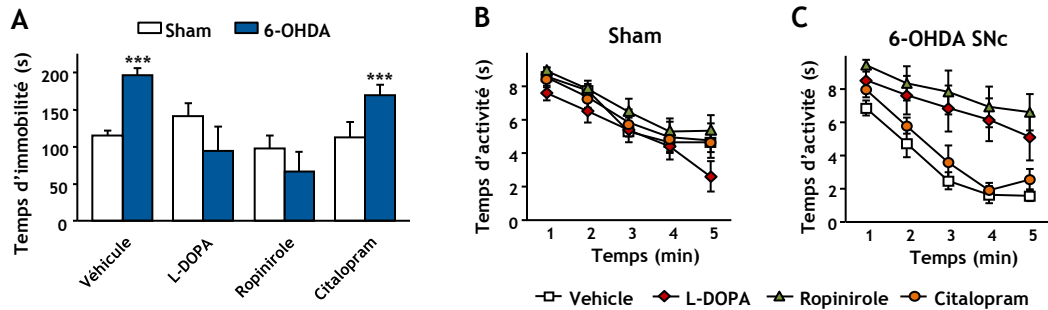 A
Sham 6-OHDA
Temps d'immobilité (s)
200
150
100
50
0
***
***
Véhicule
L-DOPA
Ropinirole
Citalopram
B
Sham
Temps d'activité (s)
8
6
4
2
0
1 2 3 4 5
Temps (min)
C
6-OHDA SNc
Temps d'activité (s)
8
6
4
2
0
1 2 3 4 5
Temps (min)
Vehicle L-DOPA Ropinirole Citalopram